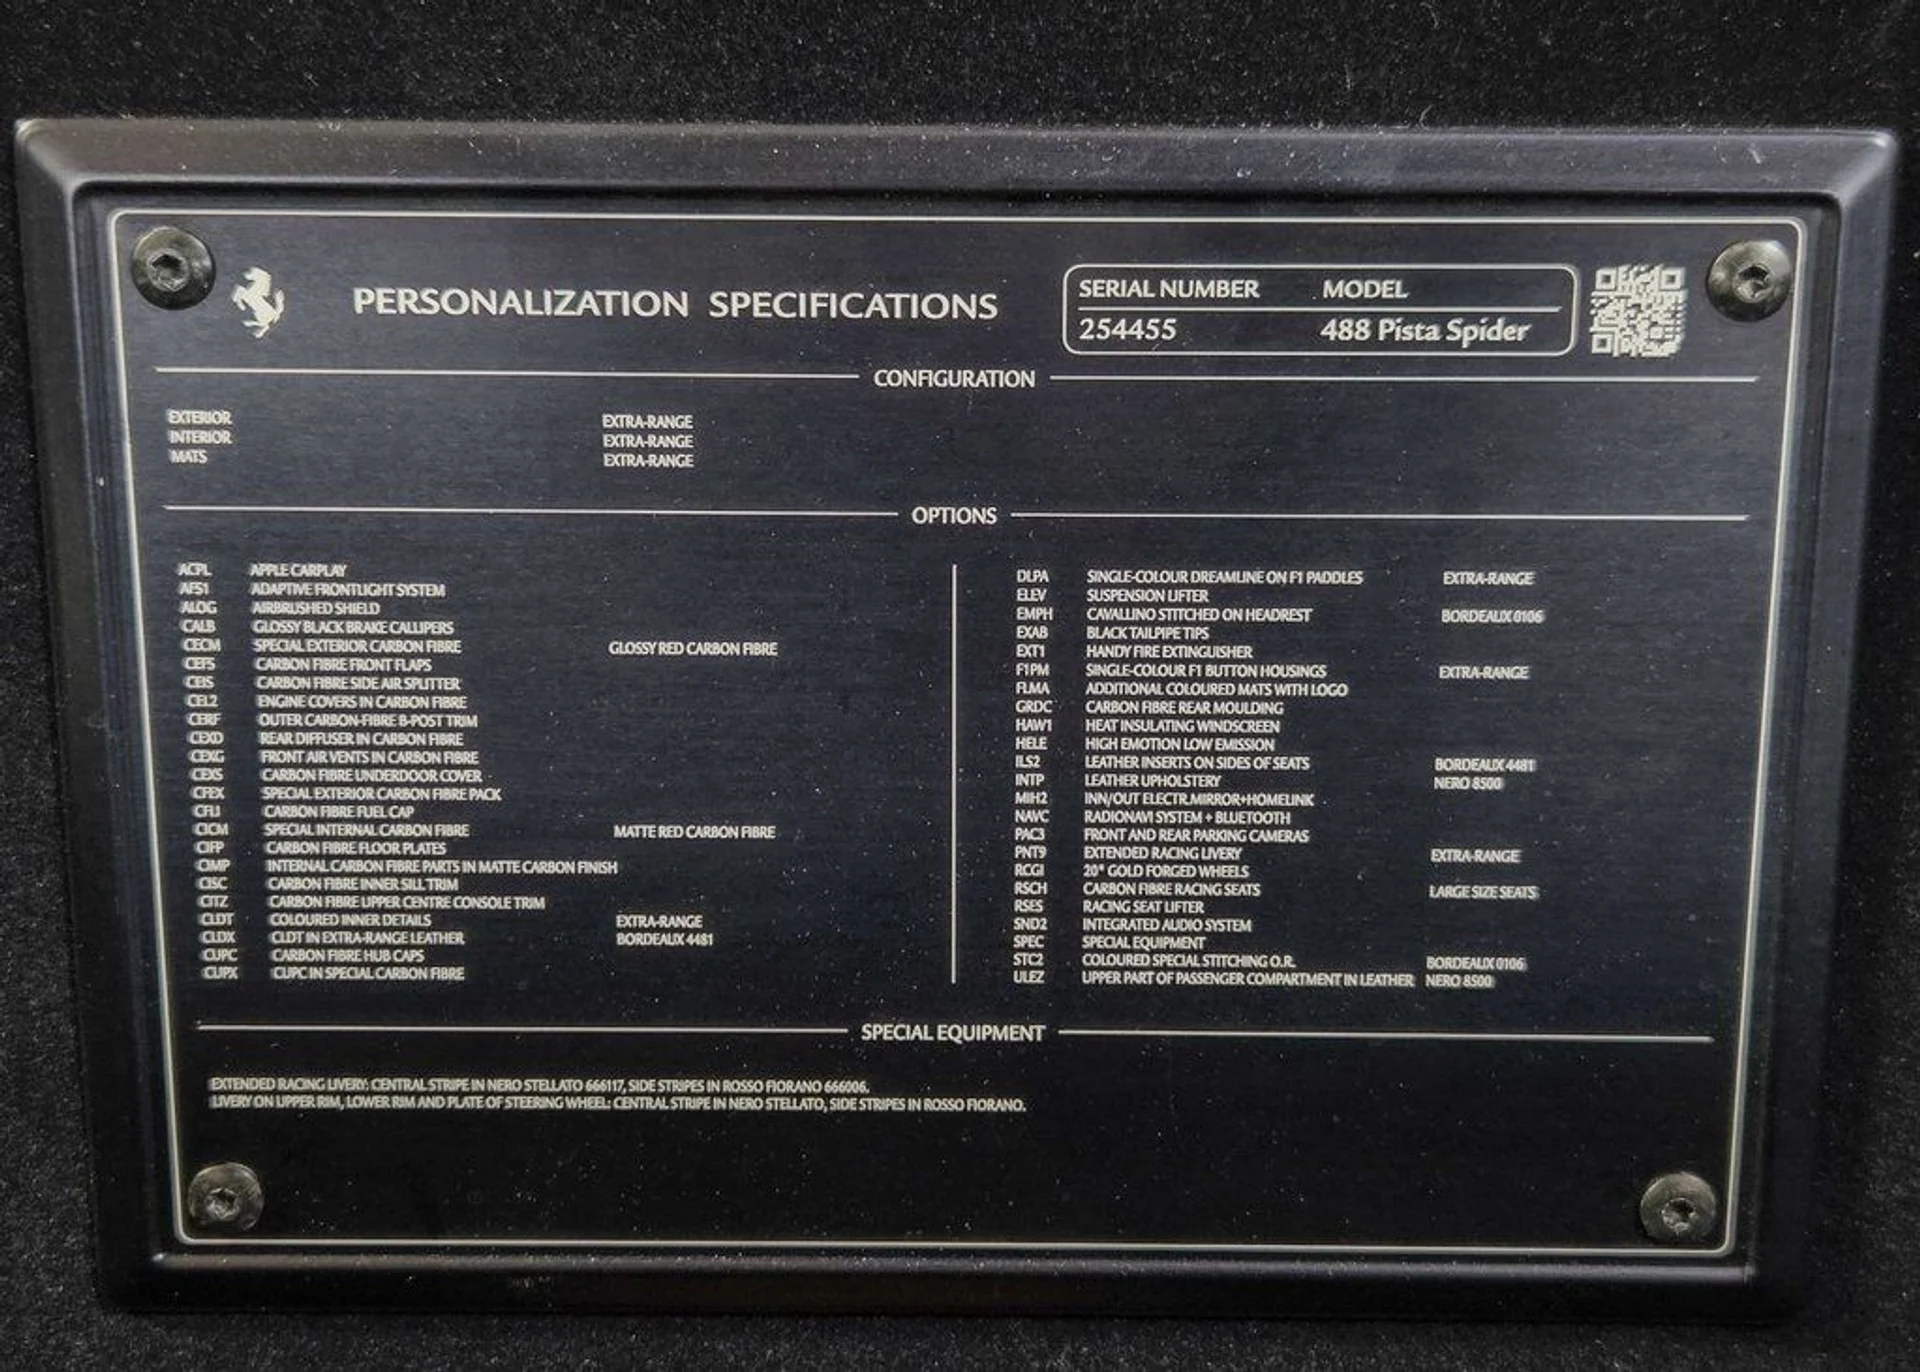 PERSONALIZATION SPECIFICATIONS
SERIAL NUMBER MODEL
254455 488 Pista Spider
CONFIGURATION
EXTERIOR EXTRA-RANGE
INTERIOR EXTRA-RANGE
MATS EXTRA-RANGE
OPTIONS
ACPL APPLE CARPLAY
AFS1 ADAPTIVE FRONTLIGHT SYSTEM
ALOG AIRBRUSHED SHIELD
CALB GLOSSY BLACK BRAKE CALLIPERS
CECM SPECIAL EXTERIOR CARBON FIBRE GLOSSY RED CARBON FIBRE
CEFS CARBON FIBRE FRONT FLAPS
CEIS CARBON FIBRE SIDE AIR SPLITTER
CEL2 ENGINE COVERS IN CARBON FIBRE
CERF OUTER CARBON-FIBRE B-POST TRIM
CEXD REAR DIFFUSER IN CARBON FIBRE
CEXG FRONT AIR VENTS IN CARBON FIBRE
CEXS CARBON FIBRE UNDERDOOR COVER
CFEX SPECIAL EXTERIOR CARBON FIBRE PACK
CFLI CARBON FIBRE FUEL CAP
CICM SPECIAL INTERNAL CARBON FIBRE MATTE RED CARBON FIBRE
CIFP CARBON FIBRE FLOOR PLATES
CIMP INTERNAL CARBON FIBRE PARTS IN MATTE CARBON FINISH
CISC CARBON FIBRE INNER SILL TRIM
CITZ CARBON FIBRE UPPER CENTRE CONSOLE TRIM
CLDT COLOURED INNER DETAILS EXTRA-RANGE
CLDX CLDT IN EXTRA-RANGE LEATHER BORDEAUX 4481
CUPC CARBON FIBRE HUB CAPS
CUPX CUPC IN SPECIAL CARBON FIBRE
DLPA SINGLE-COLOUR DREAMLINE ON F1 PADDLES EXTRA-RANGE
ELEV SUSPENSION LIFTER
EMPH CAVALLINO STITCHED ON HEADREST BORDEAUX 0106
EXAB BLACK TAILPIPE TIPS
EXT1 HANDY FIRE EXTINGUISHER
F1PM SINGLE-COLOUR F1 BUTTON HOUSINGS EXTRA-RANGE
FLMA ADDITIONAL COLOURED MATS WITH LOGO
GRDC CARBON FIBRE REAR MOULDING
HAW1 HEAT INSULATING WINDSCREEN
HELE HIGH EMOTION LOW EMISSION
ILS2 LEATHER INSERTS ON SIDES OF SEATS BORDEAUX 4481
INTP LEATHER UPHOLSTERY NERO 8500
MIH2 INN/OUT ELECTR.MIRROR+HOMELINK
NAVC RADIONAVI SYSTEM + BLUETOOTH
PAC3 FRONT AND REAR PARKING CAMERAS
PNT9 EXTENDED RACING LIVERY EXTRA-RANGE
RCGI 20" GOLD FORGED WHEELS
RSCH CARBON FIBRE RACING SEATS LARGE SIZE SEATS
RSES RACING SEAT LIFTER
SND2 INTEGRATED AUDIO SYSTEM
SPEC SPECIAL EQUIPMENT
STC2 COLOURED SPECIAL STITCHING O.R. BORDEAUX 0106
ULEZ UPPER PART OF PASSENGER COMPARTMENT IN LEATHER NERO 8500
SPECIAL EQUIPMENT
EXTENDED RACING LIVERY: CENTRAL STRIPE IN NERO STELLATO 666117, SIDE STRIPES IN ROSSO FIORANO 666006.
LIVERY ON UPPER RIM, LOWER RIM AND PLATE OF STEERING WHEEL: CENTRAL STRIPE IN NERO STELLATO, SIDE STRIPES IN ROSSO FIORANO.